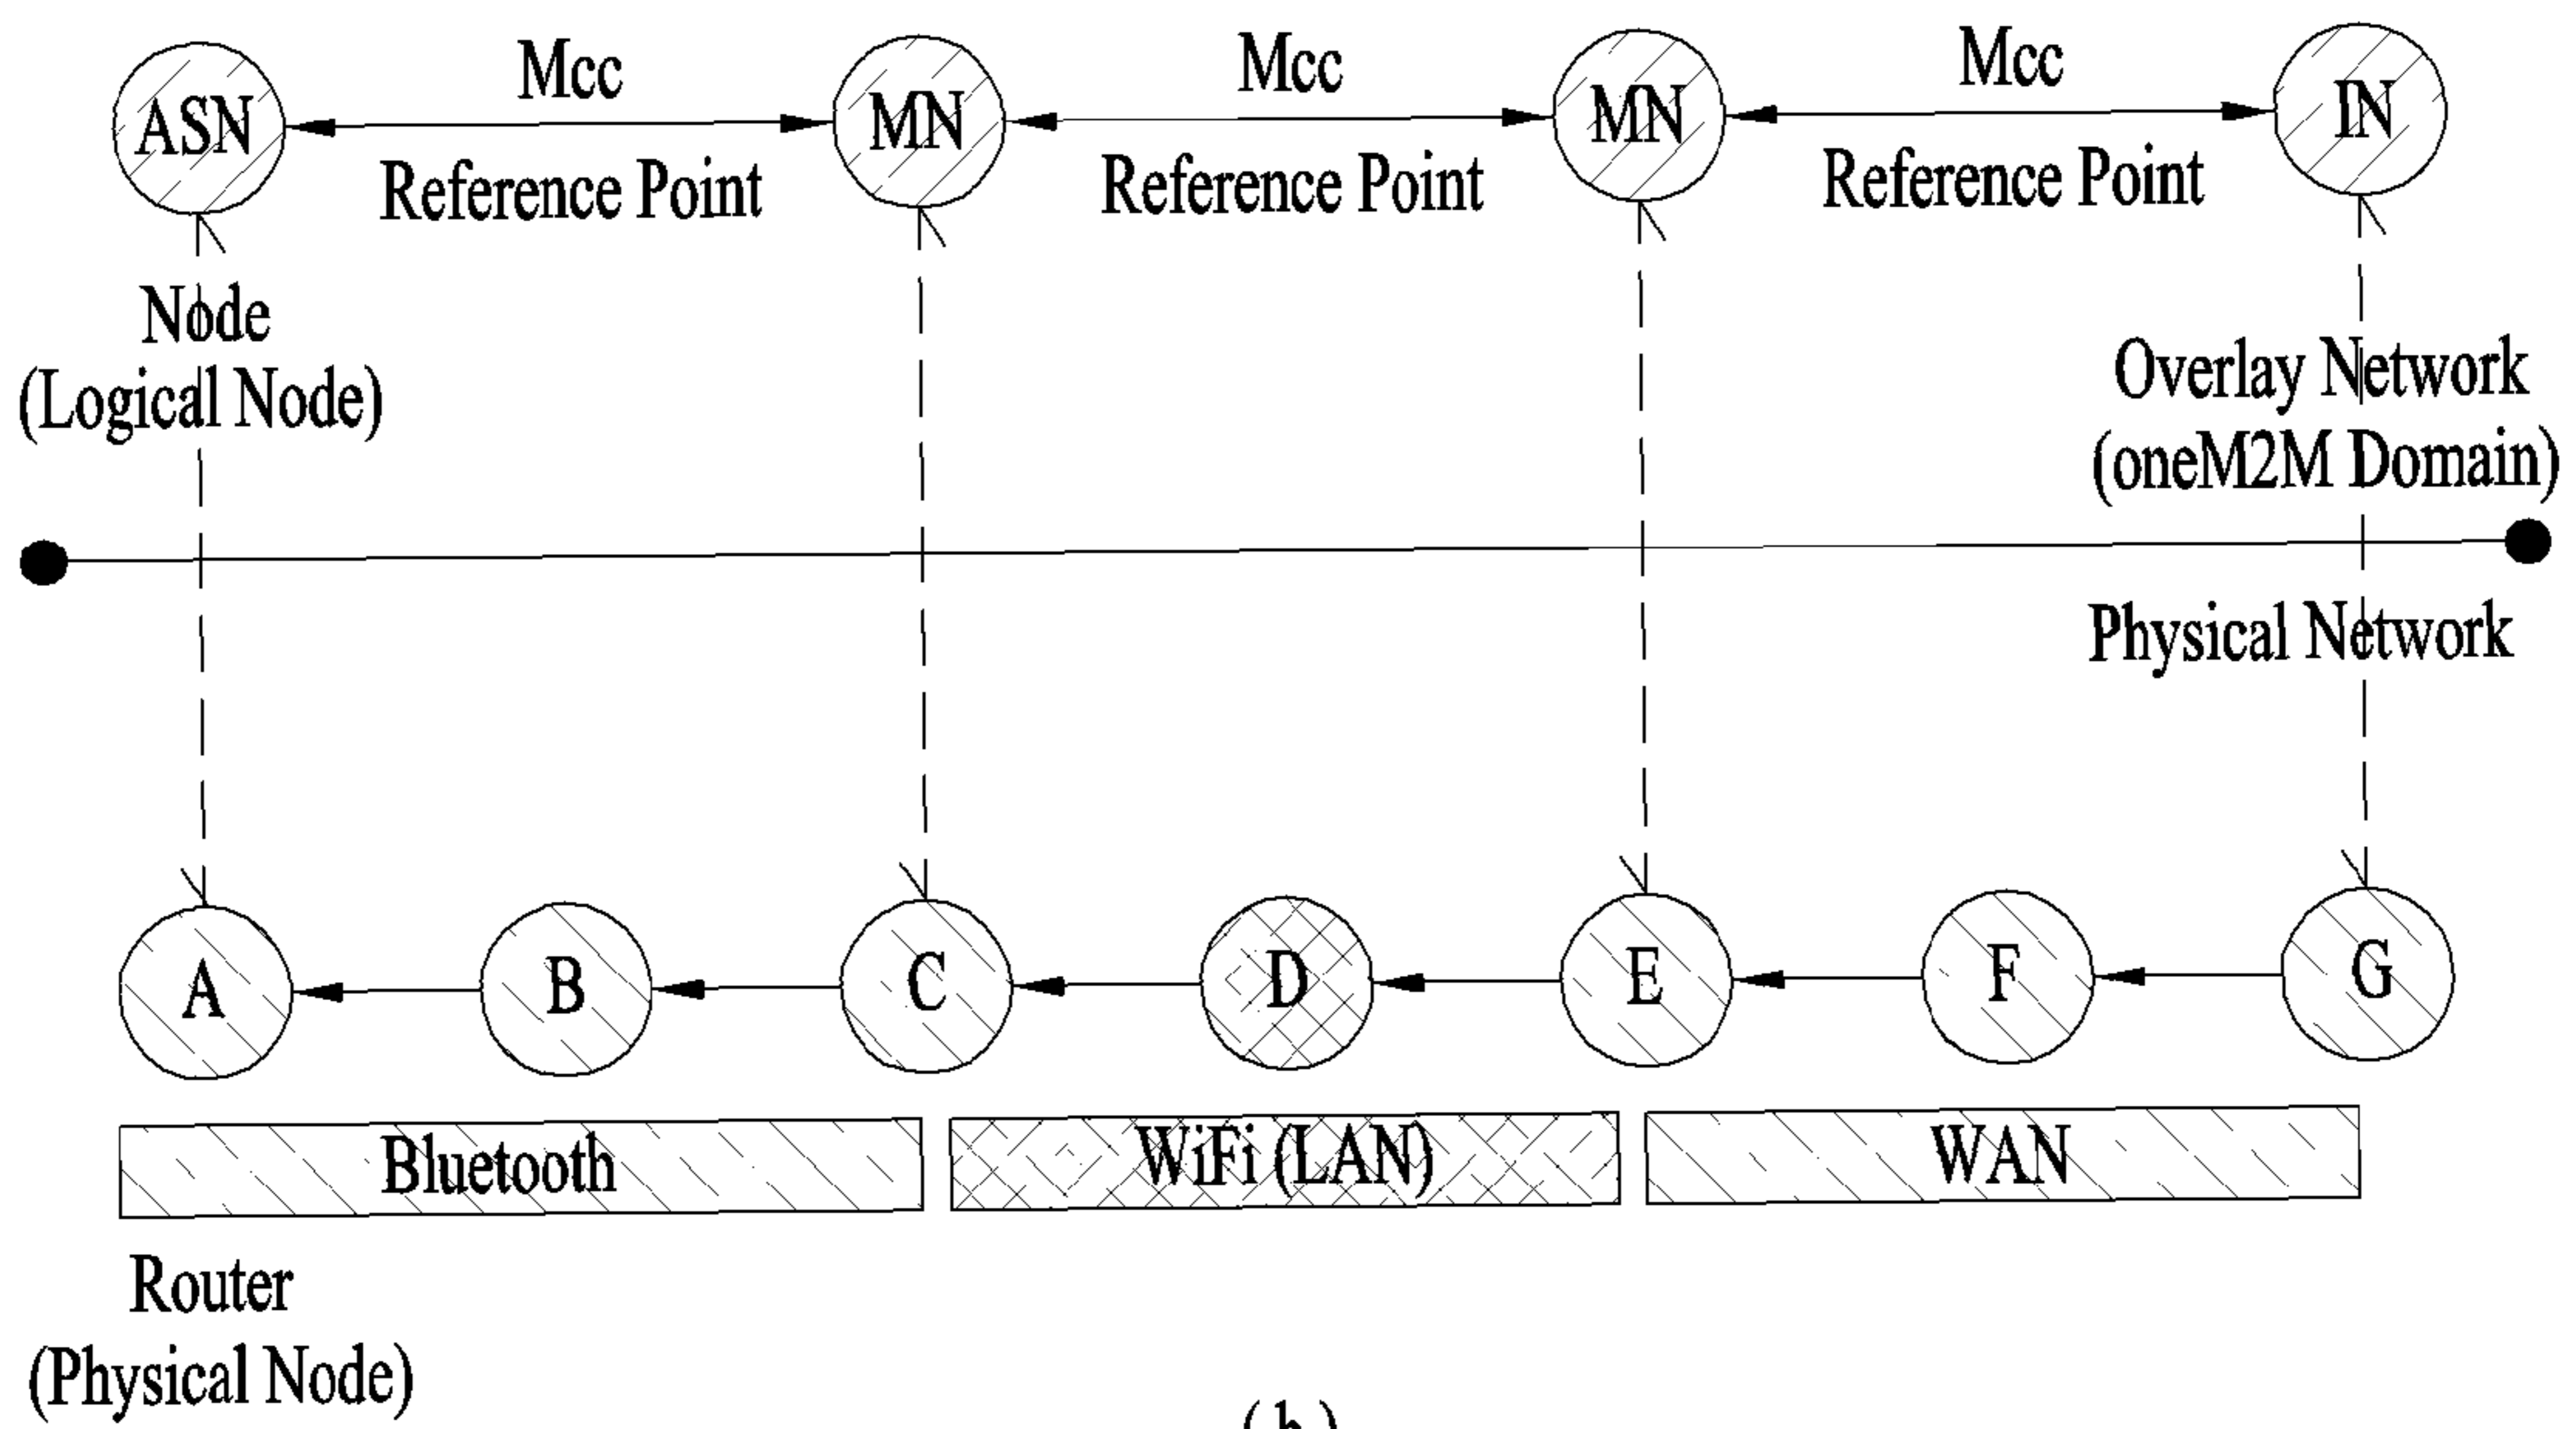 ASN
Mcc
Reference Point
MN
Mcc
Reference Point
MN
Mcc
Reference Point
IN
Node
(Logical Node)
Overlay Network
(oneM2M Domain)
Physical Network
A
B
C
D
E
F
G
Bluetooth
WiFi (LAN)
WAN
Router
(Physical Node)
( b )